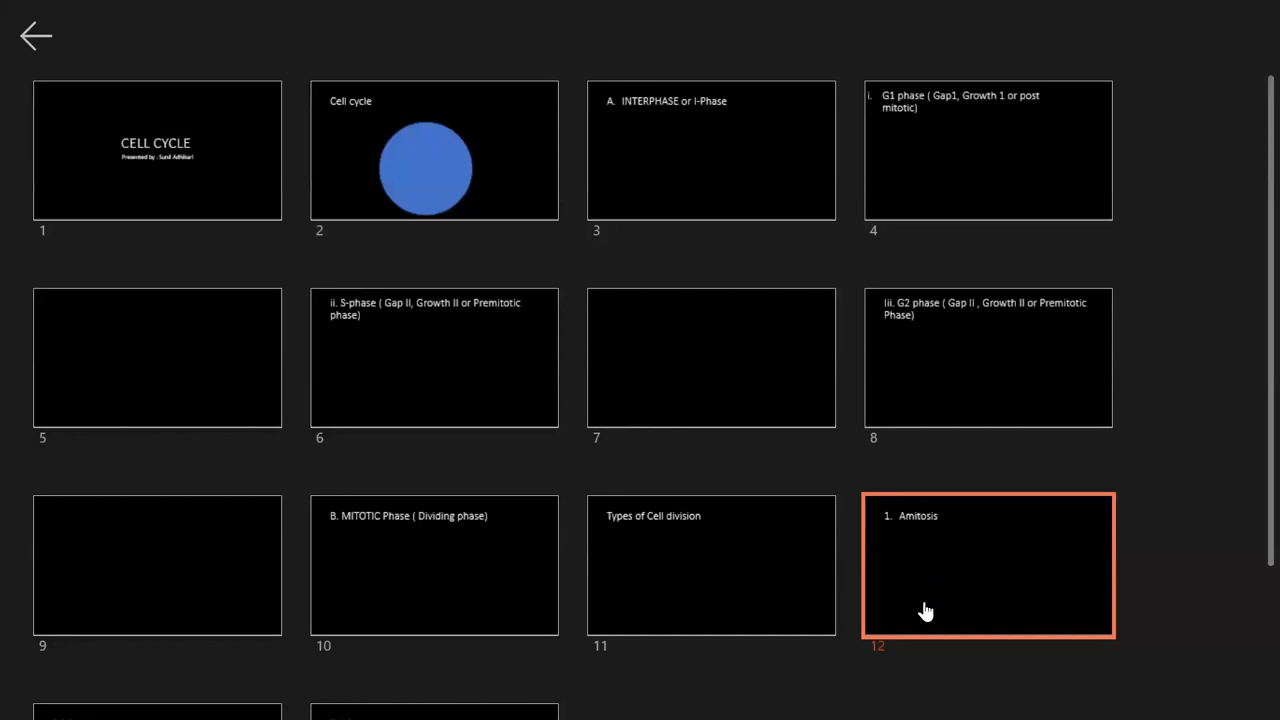 CELL CYCLE
Presented by : Sunil Adhikari
1
Cell cycle
2
A. INTERPHASE or I-Phase
3
i. G1 phase ( Gap1, Growth 1 or post
mitotic)
4
5
ii. S-phase ( Gap II, Growth II or Premitotic
phase)
6
7
Iii. G2 phase ( Gap II , Growth II or Premitotic
Phase)
8
9
B. MITOTIC Phase ( Dividing phase)
10
Types of Cell division
11
1. Amitosis
12